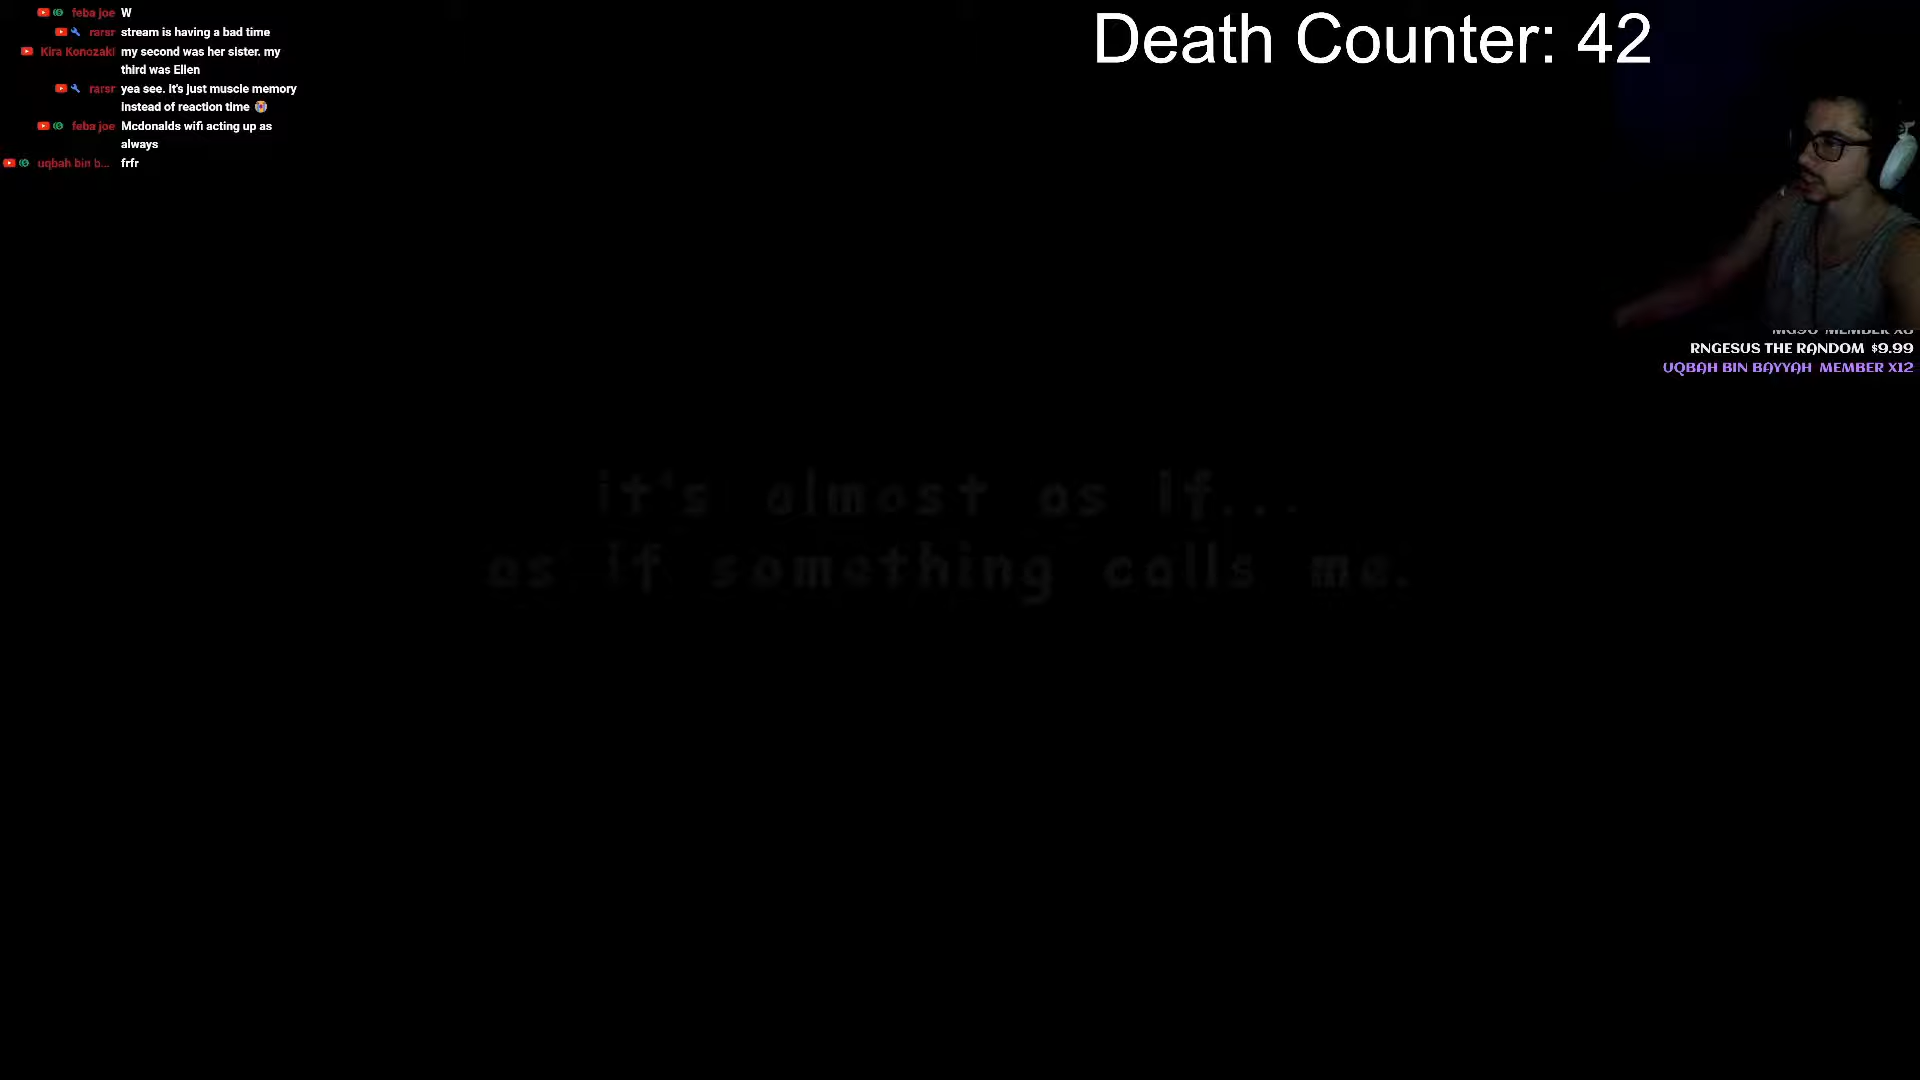 feba joe W
rarsr stream is having a bad time
Kira Konozaki my second was her sister. my
third was Ellen
rarsr yea see. it's just muscle memory
instead of reaction time
feba joe Mcdonalds wifi acting up as
always
uqbah bin b... frfr
Death Counter: 42
MEMBER
RNGESUS THE RANDOM $9.99
UQBAH BIN BAYYAH MEMBER X12
it's almost as if...
as if something calls me.